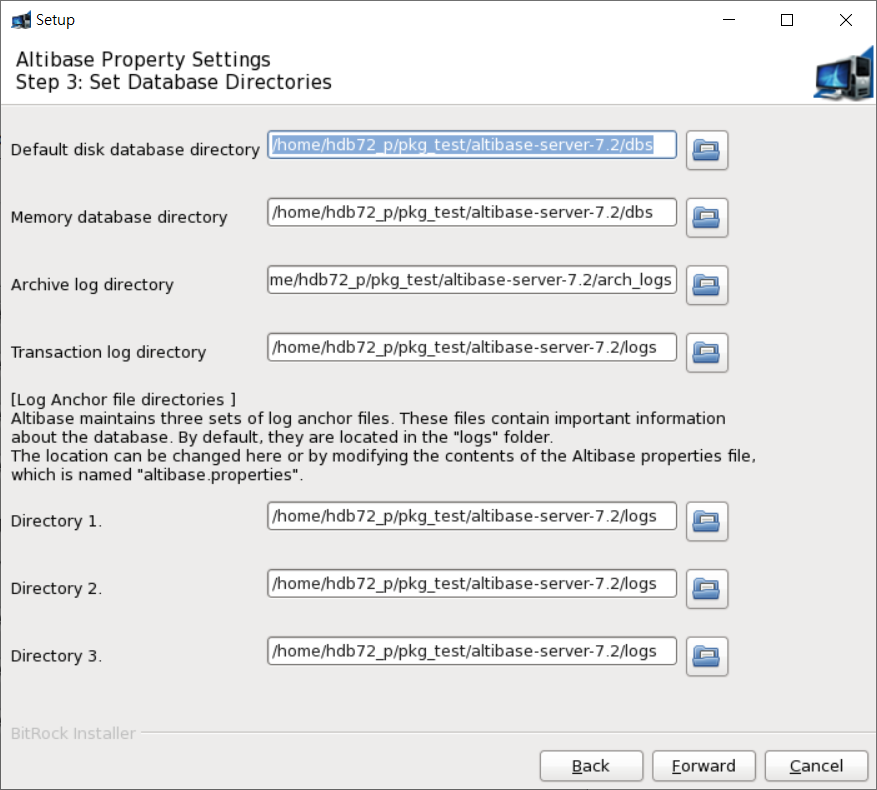 Setup
Altibase Property Settings
Step 3: Set Database Directories
Default disk database directory /home/hdb72_p/pkg_test/altibase-server-7.2/dbs
Memory database directory /home/hdb72_p/pkg_test/altibase-server-7.2/dbs
Archive log directory me/hdb72_p/pkg_test/altibase-server-7.2/arch_logs
Transaction log directory /home/hdb72_p/pkg_test/altibase-server-7.2/logs
[Log Anchor file directories ]
Altibase maintains three sets of log anchor files. These files contain important information
about the database. By default, they are located in the "logs" folder.
The location can be changed here or by modifying the contents of the Altibase properties file,
which is named "altibase.properties".
Directory 1. /home/hdb72_p/pkg_test/altibase-server-7.2/logs
Directory 2. /home/hdb72_p/pkg_test/altibase-server-7.2/logs
Directory 3. /home/hdb72_p/pkg_test/altibase-server-7.2/logs
BitRock Installer
Back Forward Cancel